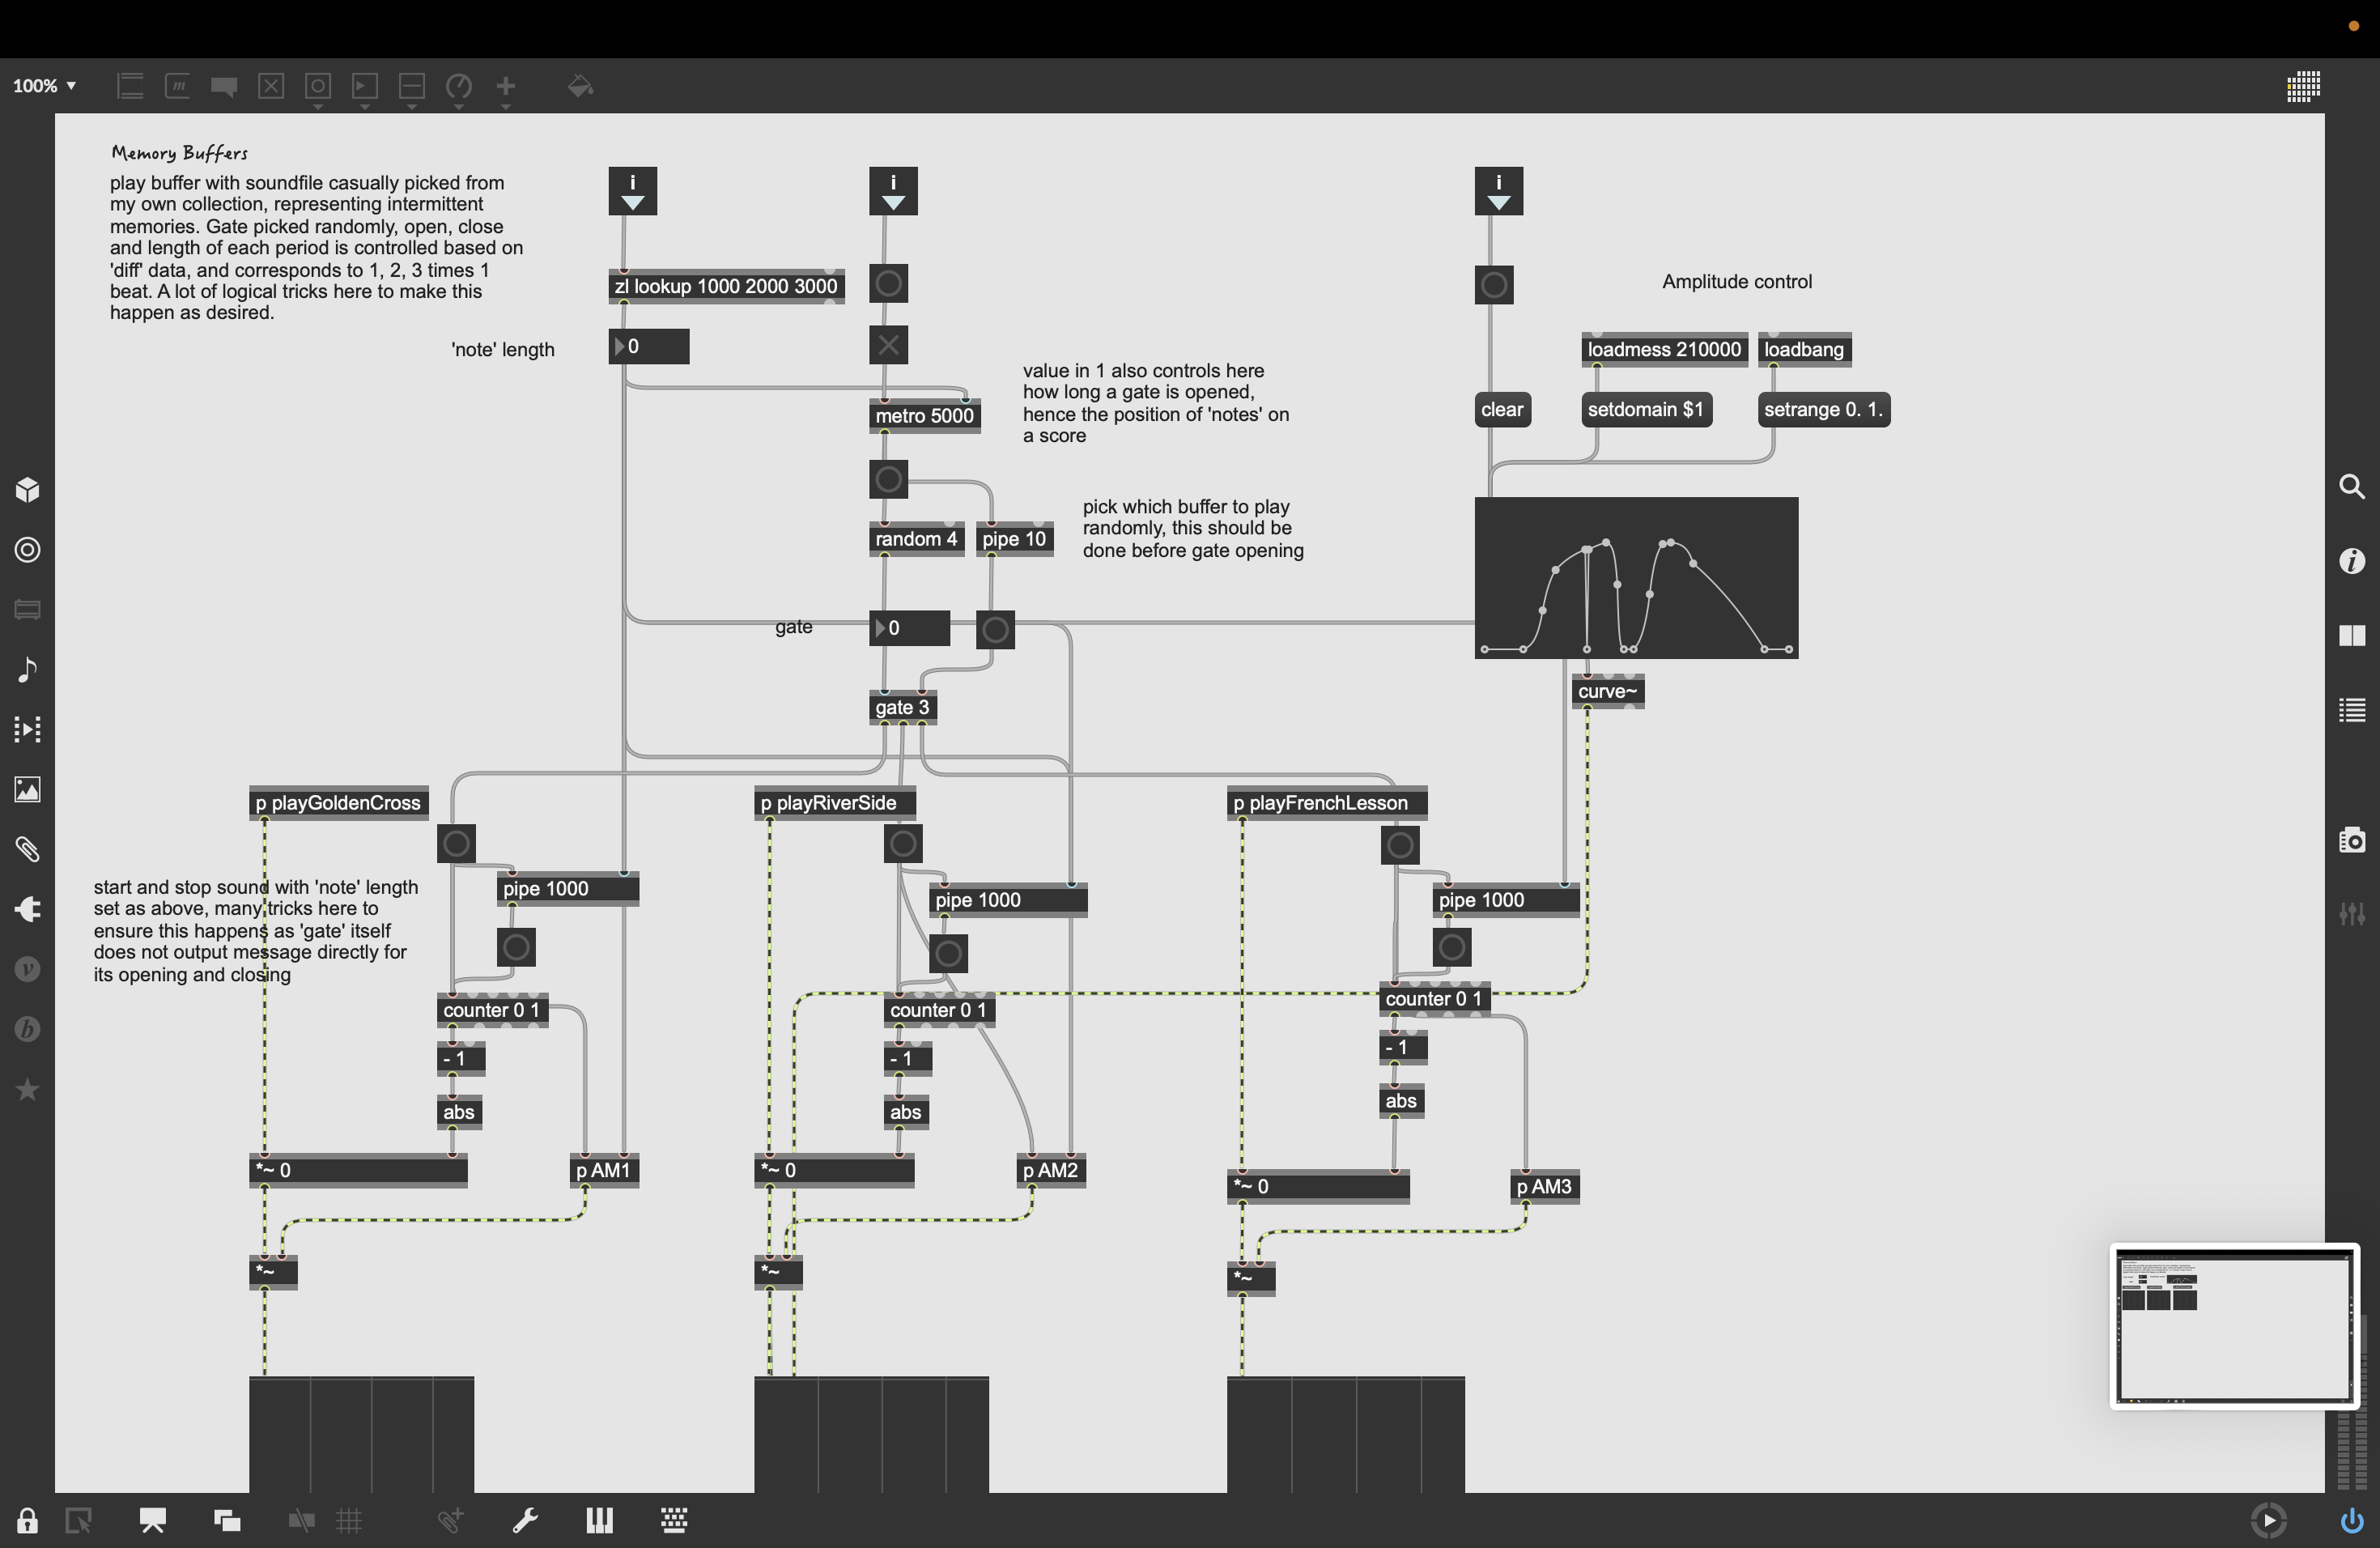 100%
Memory Buffers
play buffer with soundfile casually picked from
my own collection, representing intermittent
memories. Gate picked randomly, open, close
and length of each period is controlled based on
'diff' data, and corresponds to 1, 2, 3 times 1
beat. A lot of logical tricks here to make this
happen as desired.
i
i
i
zl lookup 1000 2000 3000
Amplitude control
'note' length
0
loadmess 210000
loadbang
value in 1 also controls here
how long a gate is opened,
hence the position of 'notes' on
a score
metro 5000
clear
setdomain $1
setrange 0. 1.
pick which buffer to play
randomly, this should be
done before gate opening
random 4
pipe 10
gate
0
curve~
gate 3
p playGoldenCross
p playRiverSide
p playFrenchLesson
start and stop sound with 'note' length
set as above, many tricks here to
ensure this happens as 'gate' itself
does not output message directly for
its opening and closing
pipe 1000
pipe 1000
pipe 1000
counter 0 1
counter 0 1
counter 0 1
- 1
- 1
- 1
abs
abs
abs
*~ 0
p AM1
*~ 0
p AM2
*~ 0
p AM3
*~
*~
*~